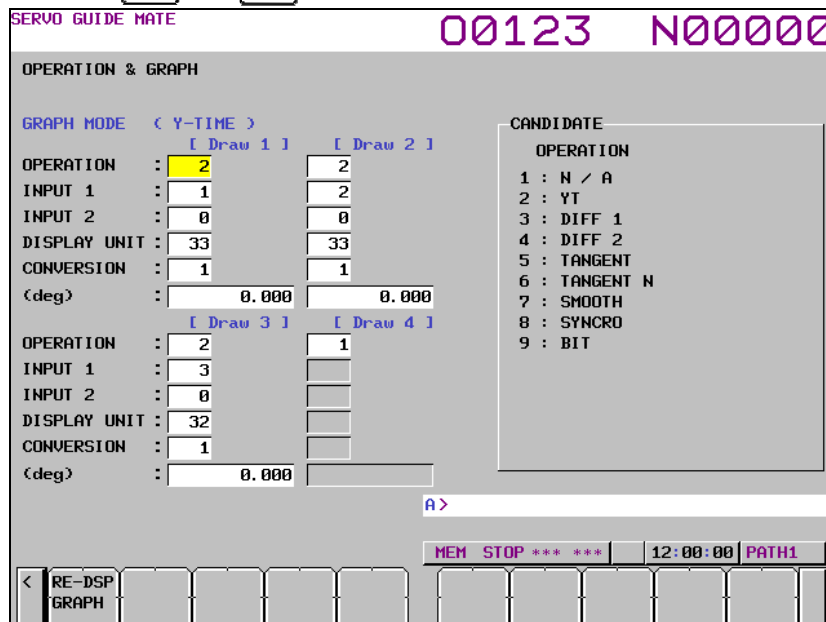 SERVO GUIDE MATE
O0123 N00000
OPERATION & GRAPH
GRAPH MODE ( Y-TIME )
[ Draw 1 ] [ Draw 2 ]
OPERATION : 2 2
INPUT 1 : 1 2
INPUT 2 : 0 0
DISPLAY UNIT : 33 33
CONVERSION : 1 1
(deg) : 0.000 0.000
[ Draw 3 ] [ Draw 4 ]
OPERATION : 2 1
INPUT 1 : 3
INPUT 2 : 0
DISPLAY UNIT : 32
CONVERSION : 1
(deg) : 0.000
CANDIDATE
OPERATION
1 : N / A
2 : YT
3 : DIFF 1
4 : DIFF 2
5 : TANGENT
6 : TANGENT N
7 : SMOOTH
8 : SYNCRO
9 : BIT
A>
MEM STOP *** *** 12:00:00 PATH1
< RE-DSP
GRAPH